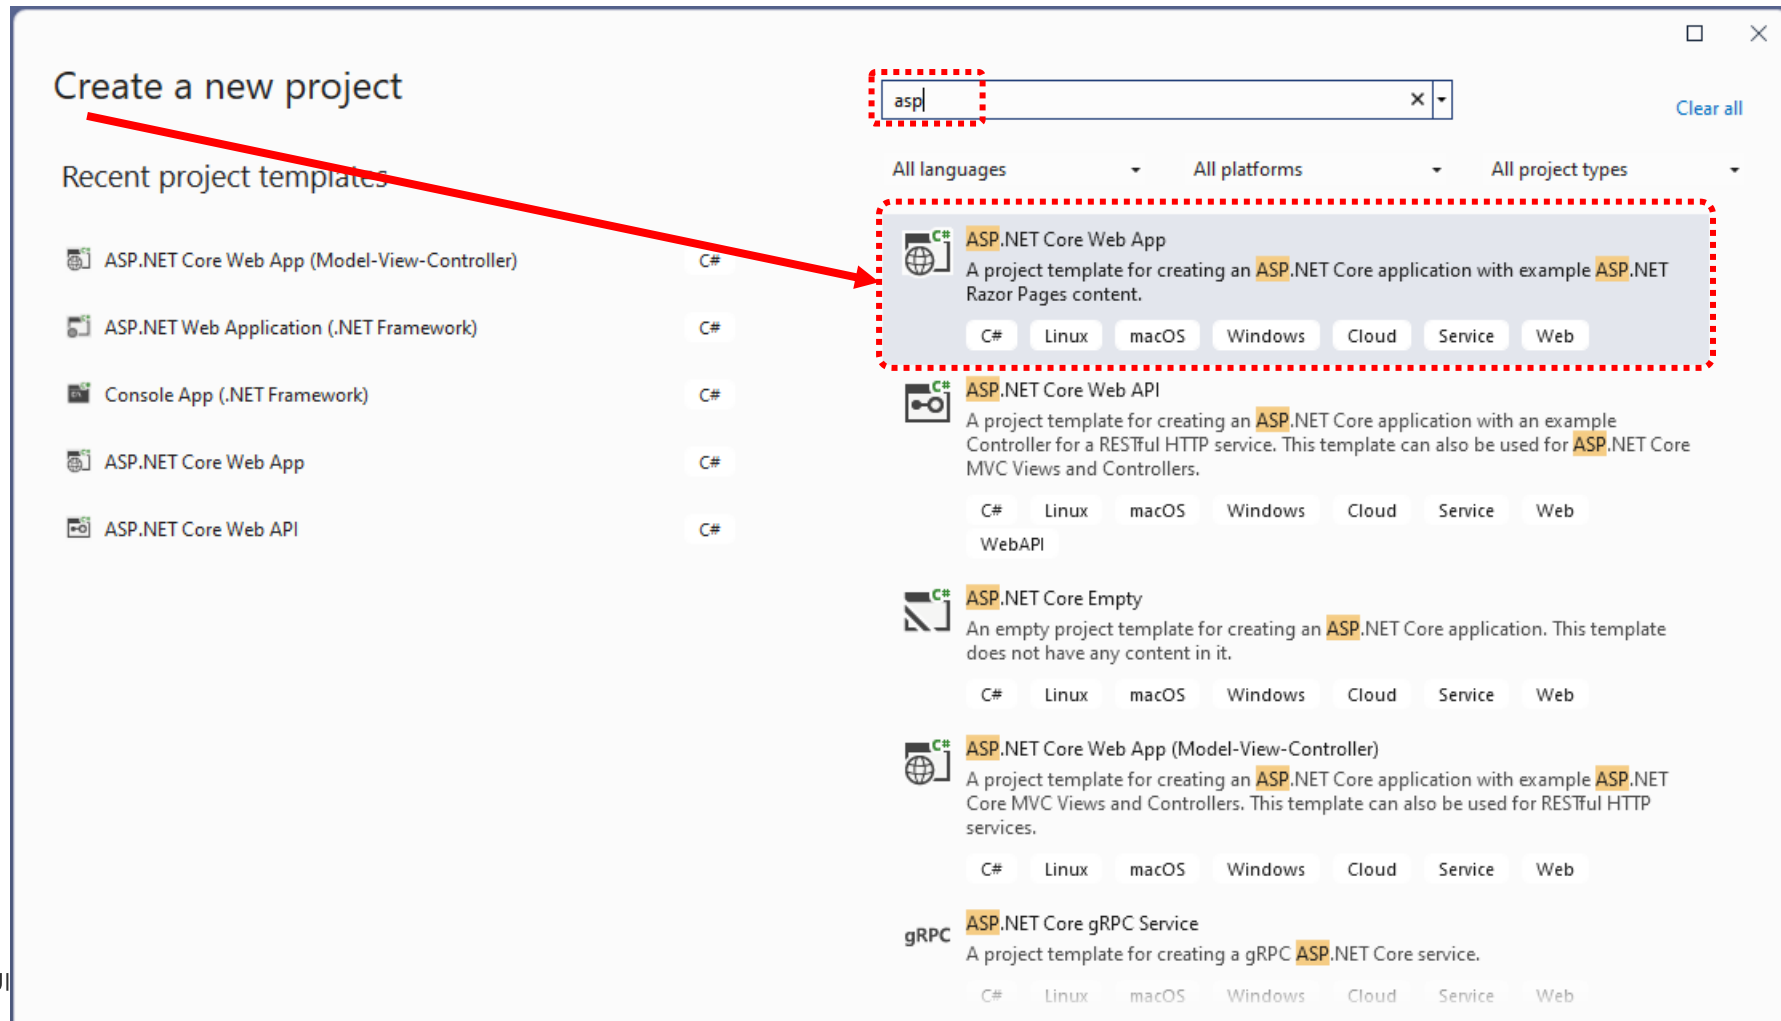 Create a new project
asp
Clear all
Recent project templates
All languages
All platforms
All project types
ASP.NET Core Web App (Model-View-Controller) C#
ASP.NET Web Application (.NET Framework) C#
Console App (.NET Framework) C#
ASP.NET Core Web App C#
ASP.NET Core Web API C#
C#
ASP.NET Core Web App
A project template for creating an ASP.NET Core application with example ASP.NET
Razor Pages content.
C# Linux macOS Windows Cloud Service Web
C#
ASP.NET Core Web API
A project template for creating an ASP.NET Core application with an example
Controller for a RESTful HTTP service. This template can also be used for ASP.NET Core
MVC Views and Controllers.
C# Linux macOS Windows Cloud Service Web
WebAPI
C#
ASP.NET Core Empty
An empty project template for creating an ASP.NET Core application. This template
does not have any content in it.
C# Linux macOS Windows Cloud Service Web
C#
ASP.NET Core Web App (Model-View-Controller)
A project template for creating an ASP.NET Core application with example ASP.NET
Core MVC Views and Controllers. This template can also be used for RESTful HTTP
services.
C# Linux macOS Windows Cloud Service Web
gRPC
ASP.NET Core gRPC Service
A project template for creating a gRPC ASP.NET Core service.
C# Linux macOS Windows Cloud Service Web